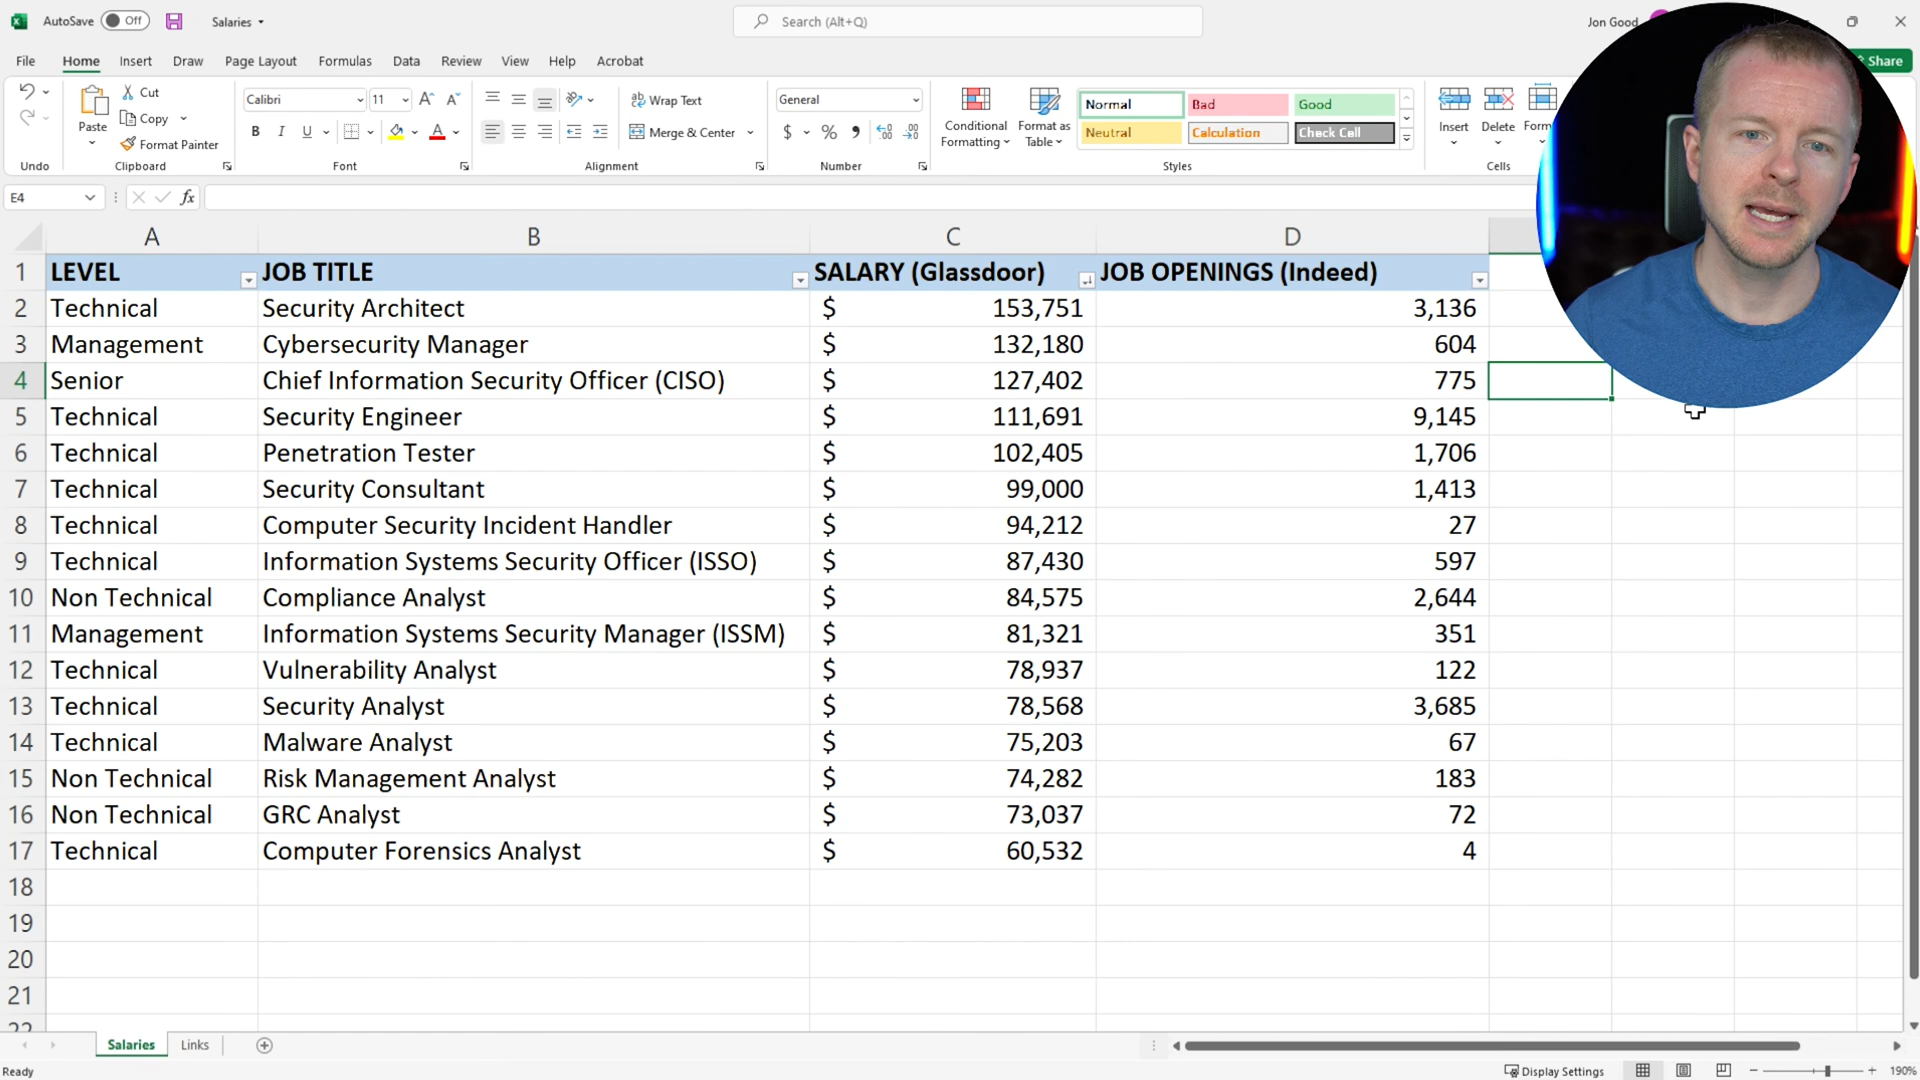 AutoSave Off Salaries Search (Alt+Q) Jon Good
File Home Insert Draw Page Layout Formulas Data Review View Help Acrobat Share
Cut
Copy
Format Painter
Paste
Calibri 11
B I U
Wrap Text
Merge & Center
General
$ %
Conditional Formatting
Format as Table
Normal Bad Good
Neutral Calculation Check Cell
Insert Delete Form
Undo Clipboard Font Alignment Number Styles Cells
E4 fx
A B C D
1 LEVEL JOB TITLE SALARY (Glassdoor) JOB OPENINGS (Indeed)
2 Technical Security Architect $ 153,751 3,136
3 Management Cybersecurity Manager $ 132,180 604
4 Senior Chief Information Security Officer (CISO) $ 127,402 775
5 Technical Security Engineer $ 111,691 9,145
6 Technical Penetration Tester $ 102,405 1,706
7 Technical Security Consultant $ 99,000 1,413
8 Technical Computer Security Incident Handler $ 94,212 27
9 Technical Information Systems Security Officer (ISSO) $ 87,430 597
10 Non Technical Compliance Analyst $ 84,575 2,644
11 Management Information Systems Security Manager (ISSM) $ 81,321 351
12 Technical Vulnerability Analyst $ 78,937 122
13 Technical Security Analyst $ 78,568 3,685
14 Technical Malware Analyst $ 75,203 67
15 Non Technical Risk Management Analyst $ 74,282 183
16 Non Technical GRC Analyst $ 73,037 72
17 Technical Computer Forensics Analyst $ 60,532 4
18
19
20
21
22
Salaries Links
Ready Display Settings 190%